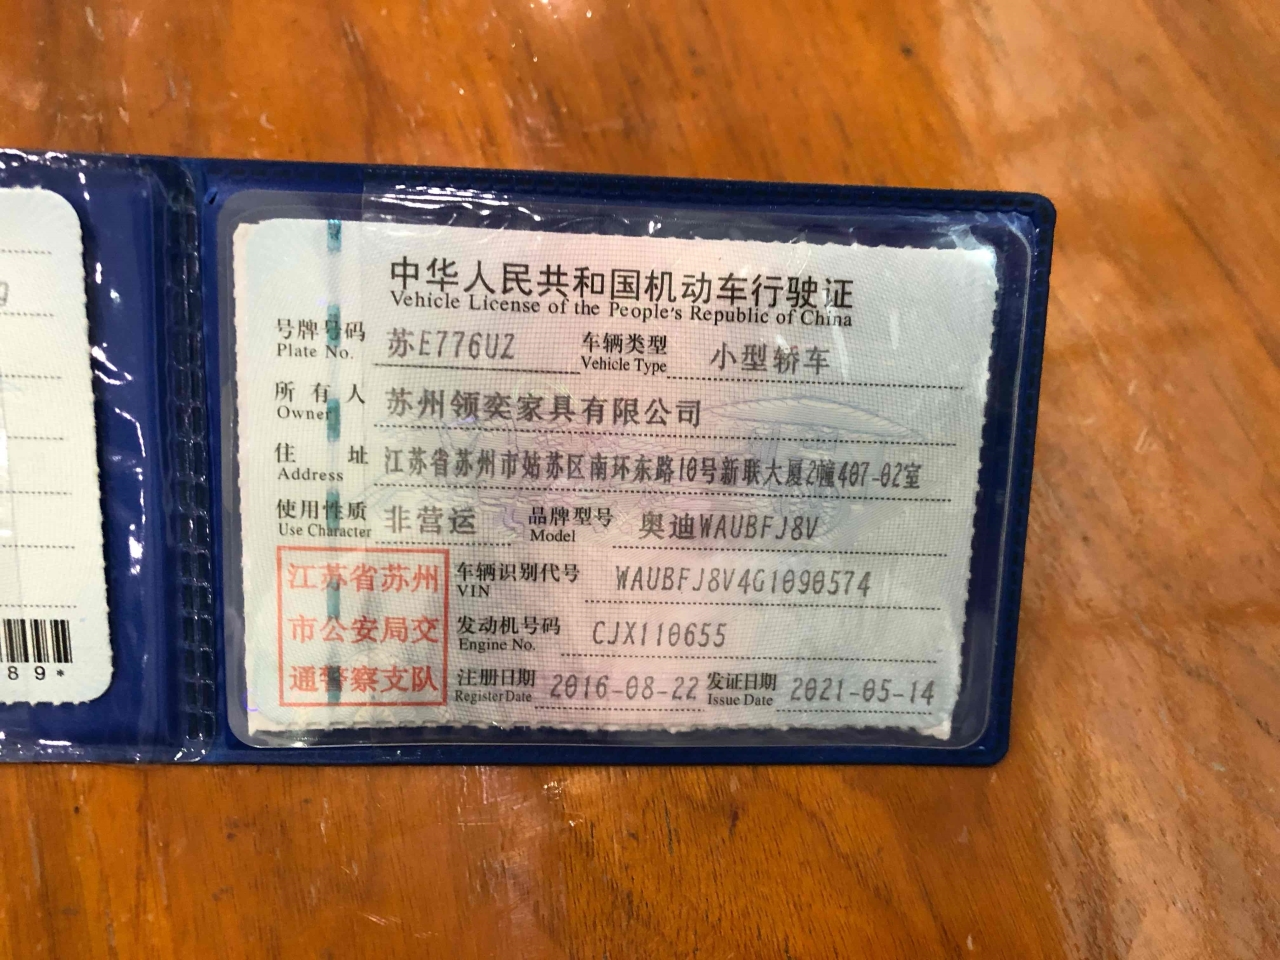 中华人民共和国机动车行驶证
Vehicle License of the People's Republic of China
号牌号码 苏E776UZ 车辆类型 小型轿车
Plate No. Vehicle Type
所有人 苏州领奕家具有限公司
Owner
住址 江苏省苏州市姑苏区南环东路10号新联大厦2幢407-02室
Address
使用性质 非营运 品牌型号 奥迪WAUBFJ8V
Use Character Model
江苏省苏州
市公安局交
通警察支队
车辆识别代号 WAUBFJ8V4G1090574
VIN
发动机号码 CJX110655
Engine No.
注册日期 2016-08-22 发证日期 2021-05-14
Register Date Issue Date
89*